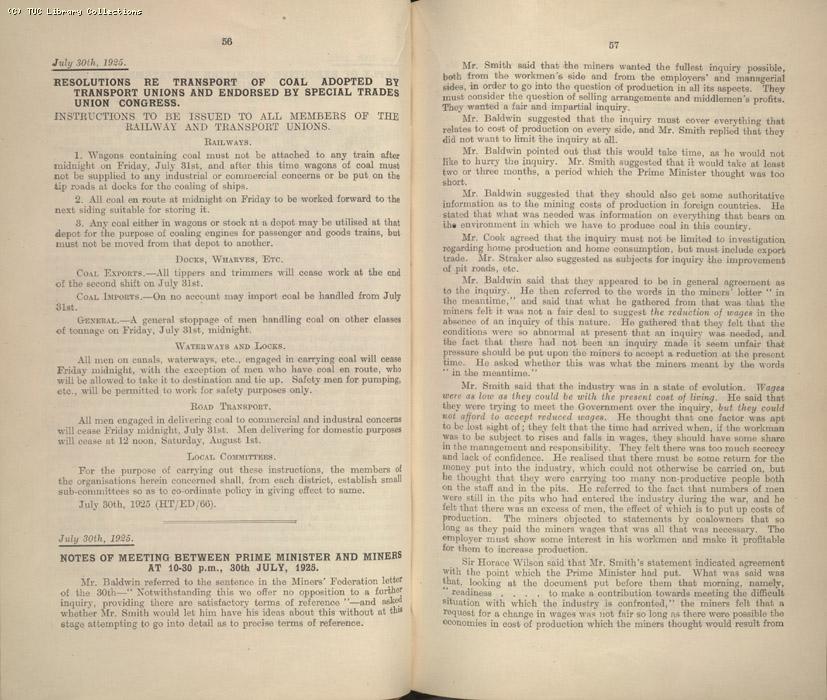 (C) TUC Library Collections
56
July 30th, 1925.
RESOLUTIONS RE TRANSPORT OF COAL ADOPTED BY
TRANSPORT UNIONS AND ENDORSED BY SPECIAL TRADES
UNION CONGRESS.
INSTRUCTIONS TO BE ISSUED TO ALL MEMBERS OF THE
RAILWAY AND TRANSPORT UNIONS.
RAILWAYS.
1. Wagons containing coal must not be attached to any train after
midnight on Friday, July 31st, and after this time wagons of coal must
not be supplied to any industrial or commercial concerns or be put on the
tip roads at docks for the coaling of ships.
2. All coal en route at midnight on Friday to be worked forward to the
next siding suitable for storing it.
3. Any coal either in wagons or stock at a depot may be utilised at that
depot for the purpose of coaling engines for passenger and goods trains, but
must not be moved from that depot to another.
DOCKS, WHARVES, ETC.
COAL EXPORTS.—All tippers and trimmers will cease work at the end
of the second shift on July 31st.
COAL IMPORTS.—On no account may import coal be handled from July
31st.
GENERAL.—A general stoppage of men handling coal on other classes
of tonnage on Friday, July 31st, midnight.
WATERWAYS AND LOCKS.
All men on canals, waterways, etc., engaged in carrying coal will cease
Friday midnight, with the exception of men who have coal en route, who
will be allowed to take it to destination and tie up. Safety men for pumping,
etc., will be permitted to work for safety purposes only.
ROAD TRANSPORT.
All men engaged in delivering coal to commercial and industrial concerns
will cease Friday midnight, July 31st. Men delivering for domestic purposes
will cease at 12 noon, Saturday, August 1st.
LOCAL COMMITTEES.
For the purpose of carrying out these instructions, the members of
the organisations herein concerned shall, from each district, establish small
sub-committees so as to co-ordinate policy in giving effect to same.
July 30th, 1925 (HT/ED/66).
July 30th, 1925.
NOTES OF MEETING BETWEEN PRIME MINISTER AND MINERS
AT 10-30 p.m., 30th JULY, 1925.
Mr. Baldwin referred to the sentence in the Miners' Federation letter
of the 30th—" Notwithstanding this we offer no opposition to a further
inquiry, providing there are satisfactory terms of reference "—and asked
whether Mr. Smith would let him have his ideas about this without at this
stage attempting to go into detail as to precise terms of reference.
57
Mr. Smith said that the miners wanted the fullest inquiry possible,
both from the workmen's side and from the employers' and managerial
sides, in order to go into the question of production in all its aspects. They
must consider the question of selling arrangements and middlemen's profits.
They wanted a fair and impartial inquiry.
Mr. Baldwin suggested that the inquiry must cover everything that
relates to cost of production on every side, and Mr. Smith replied that they
did not want to limit the inquiry at all.
Mr. Baldwin pointed out that this would take time, as he would not
like to hurry the inquiry. Mr. Smith suggested that it would take at least
two or three months, a period which the Prime Minister thought was too
short.
Mr. Baldwin suggested that they should also get some authoritative
information as to the mining costs of production in foreign countries. He
stated that what was needed was information on everything that bears on
the environment in which we have to produce coal in this country.
Mr. Cook agreed that the inquiry must not be limited to investigation
regarding home production and home consumption, but must include export
trade. Mr. Straker also suggested as subjects for inquiry the improvement
of pit roads, etc.
Mr. Baldwin said that they appeared to be in general agreement as
to the inquiry. He then referred to the words in the miners' letter " in
the meantime," and said that what he gathered from that was that the
miners felt it was not a fair deal to suggest the reduction of wages in the
absence of an inquiry of this nature. He gathered that they felt that the
conditions were so abnormal at present that an inquiry was needed, and
the fact that there had not been an inquiry made it seem unfair that
pressure should be put upon the miners to accept a reduction at the present
time. He asked whether this was what the miners meant by the words
" in the meantime."
Mr. Smith said that the industry was in a state of evolution. Wages
were as low as they could be with the present cost of living. He said that
they were trying to meet the Government over the inquiry, but they could
not afford to accept reduced wages. He thought that one factor was apt
to be lost sight of; they felt that the time had arrived when, if the workman
was to be subject to rises and falls in wages, they should have some share
in the management and responsibility. They felt there was too much secrecy
and lack of confidence. He realised that there must be some return for the
money put into the industry, which could not otherwise be carried on, but
he thought that they were carrying too many non-productive people both
on the staff and in the pits. He referred to the fact that numbers of men
were still in the pits who had entered the industry during the war, and he
felt that there was an excess of men, the effect of which is to put up costs of
production. The miners objected to statements by coalowners that so
long as they paid the miners wages that was all that was necessary. The
employer must show some interest in his workmen and make it profitable
for them to increase production.
Sir Horace Wilson said that Mr. Smith's statement indicated agreement
with the point which the Prime Minister had put. What was said was
that, looking at the document put before them that morning, namely,
" readiness . . . . to make a contribution towards meeting the difficult
situation with which the industry is confronted," the miners felt that a
request for a change in wages was not fair so long as there were possible the
economies in cost of production which the miners thought would result from